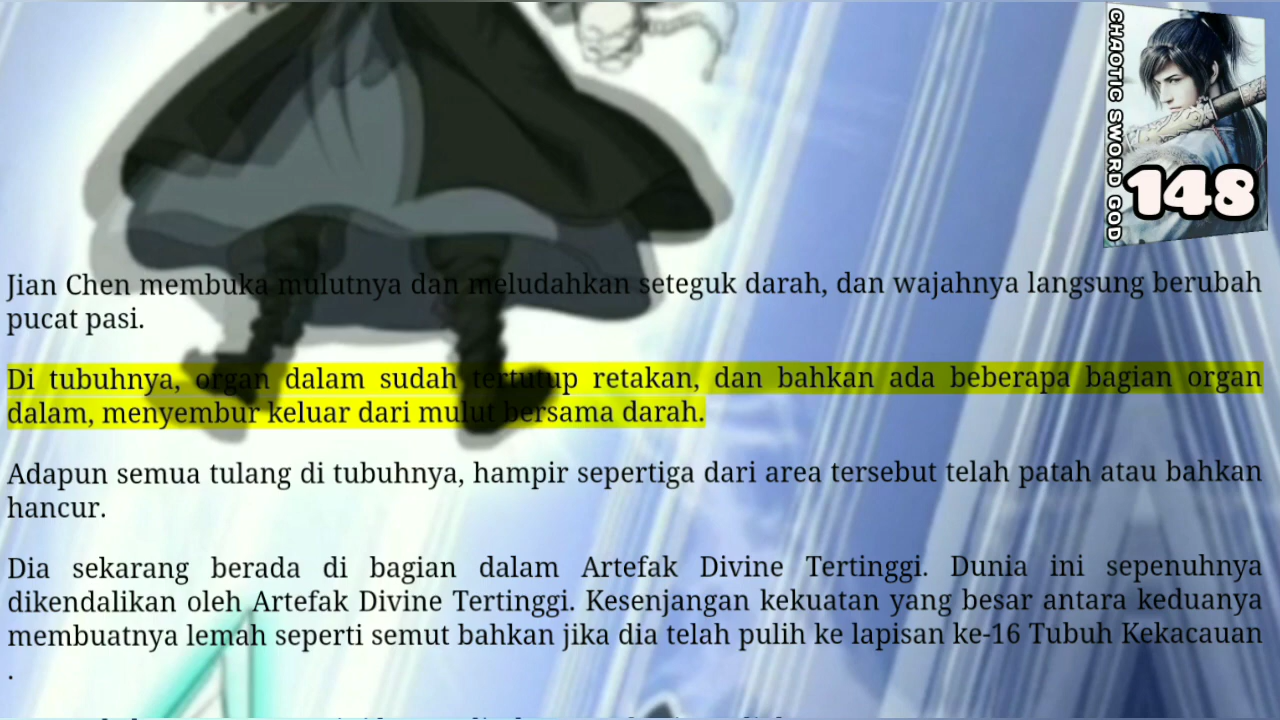 CHAOTIC SWORD GOD
148
Jian Chen membuka mulutnya dan meludahkan seteguk darah, dan wajahnya langsung berubah
pucat pasi.
Di tubuhnya, organ dalam sudah tertutup retakan, dan bahkan ada beberapa bagian organ
dalam, menyembur keluar dari mulut bersama darah.
Adapun semua tulang di tubuhnya, hampir sepertiga dari area tersebut telah patah atau bahkan
hancur.
Dia sekarang berada di bagian dalam Artefak Divine Tertinggi. Dunia ini sepenuhnya
dikendalikan oleh Artefak Divine Tertinggi. Kesenjangan kekuatan yang besar antara keduanya
membuatnya lemah seperti semut bahkan jika dia telah pulih ke lapisan ke-16 Tubuh Kekacauan
.